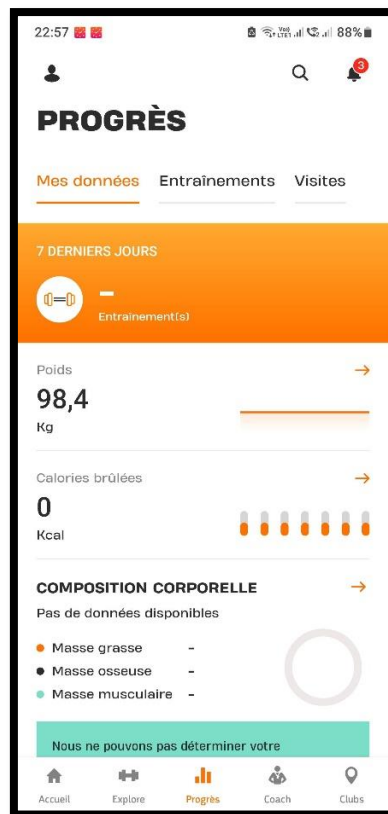 22:57 88%
3
PROGRÈS
Mes données Entraînements Visites
7 DERNIERS JOURS
–
Entraînement(s)
Poids
98,4
Kg
Calories brûlées
0
Kcal
COMPOSITION CORPORELLE
Pas de données disponibles
Masse grasse -
Masse osseuse -
Masse musculaire -
Nous ne pouvons pas déterminer votre
Accueil Explore Progrès Coach Clubs